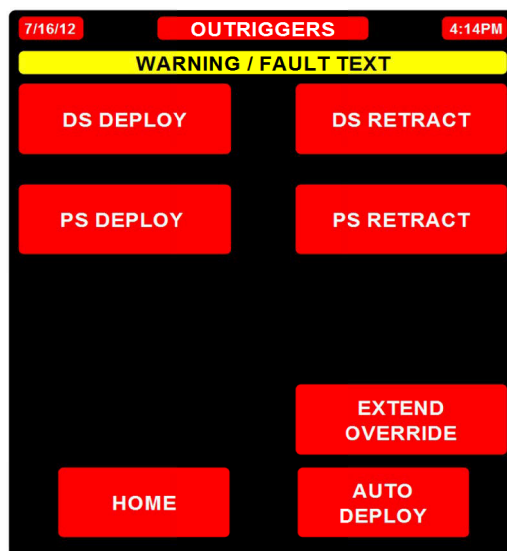 7/16/12 OUTRIGGERS 4:14PM
WARNING / FAULT TEXT
DS DEPLOY DS RETRACT
PS DEPLOY PS RETRACT
EXTEND
OVERRIDE
HOME
AUTO
DEPLOY